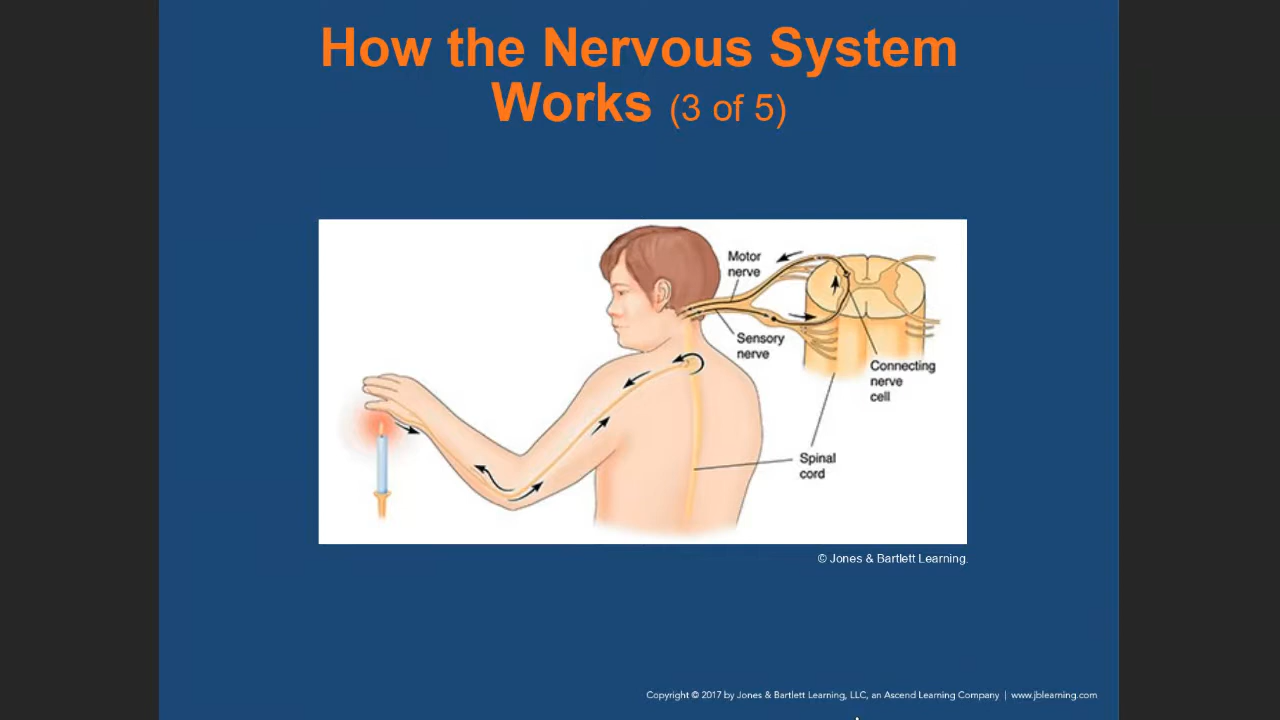 How the Nervous System
Works (3 of 5)
Motor
nerve
Sensory
nerve
Connecting
nerve
cell
Spinal
cord
© Jones & Bartlett Learning.
Copyright © 2017 by Jones & Bartlett Learning, LLC, an Ascend Learning Company | www.jblearning.com